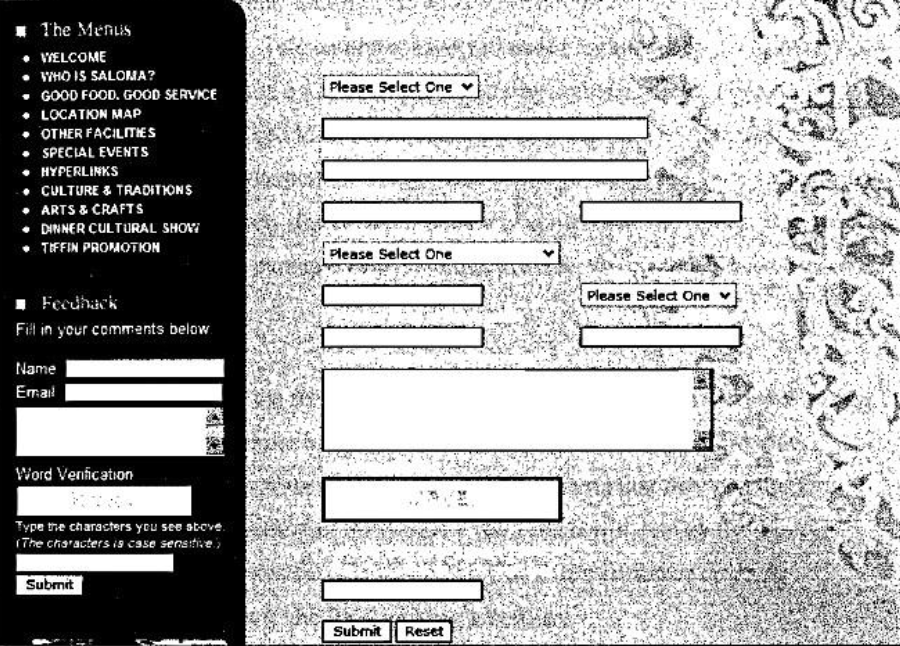 The Menus
WELCOME
WHO IS SALOMA?
GOOD FOOD, GOOD SERVICE
LOCATION MAP
OTHER FACILITIES
SPECIAL EVENTS
HYPERLINKS
CULTURE & TRADITIONS
ARTS & CRAFTS
DINNER CULTURAL SHOW
TIFFIN PROMOTION
Feedback
Fill in your comments below
Name
Email
Word Verification
Type the characters you see above.
(The characters is case sensitive.)
Submit
Please Select One
Please Select One
Please Select One
Submit Reset